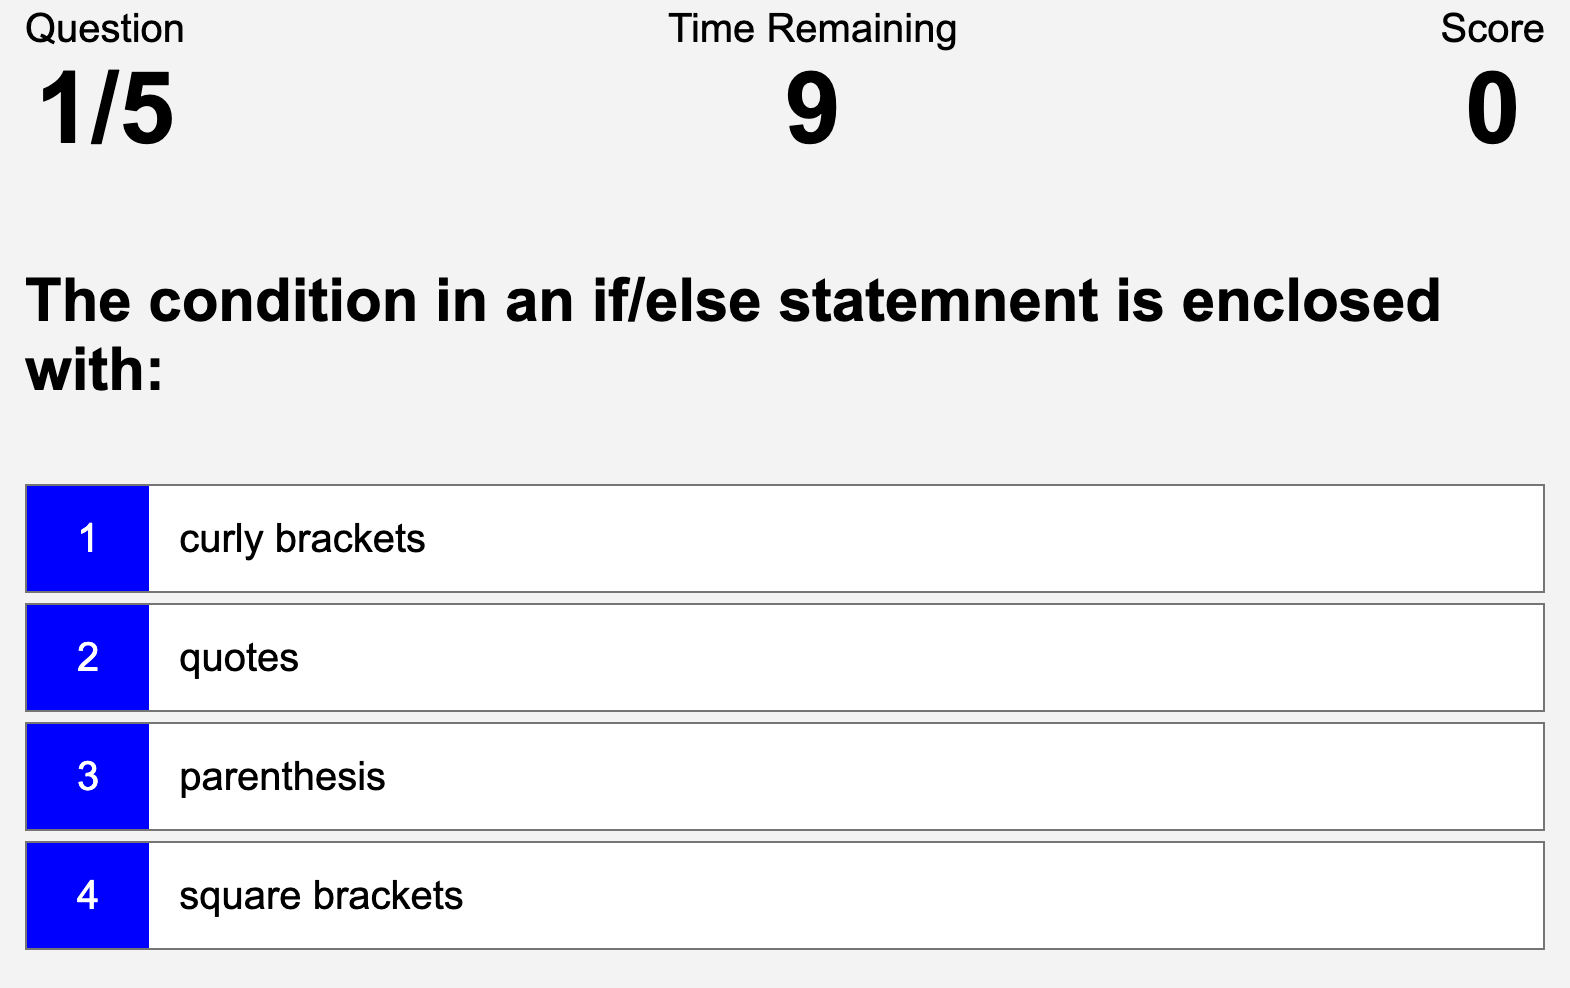 Question
1/5
Time Remaining
9
Score
0
The condition in an if/else statemnent is enclosed
with:
1 curly brackets
2 quotes
3 parenthesis
4 square brackets